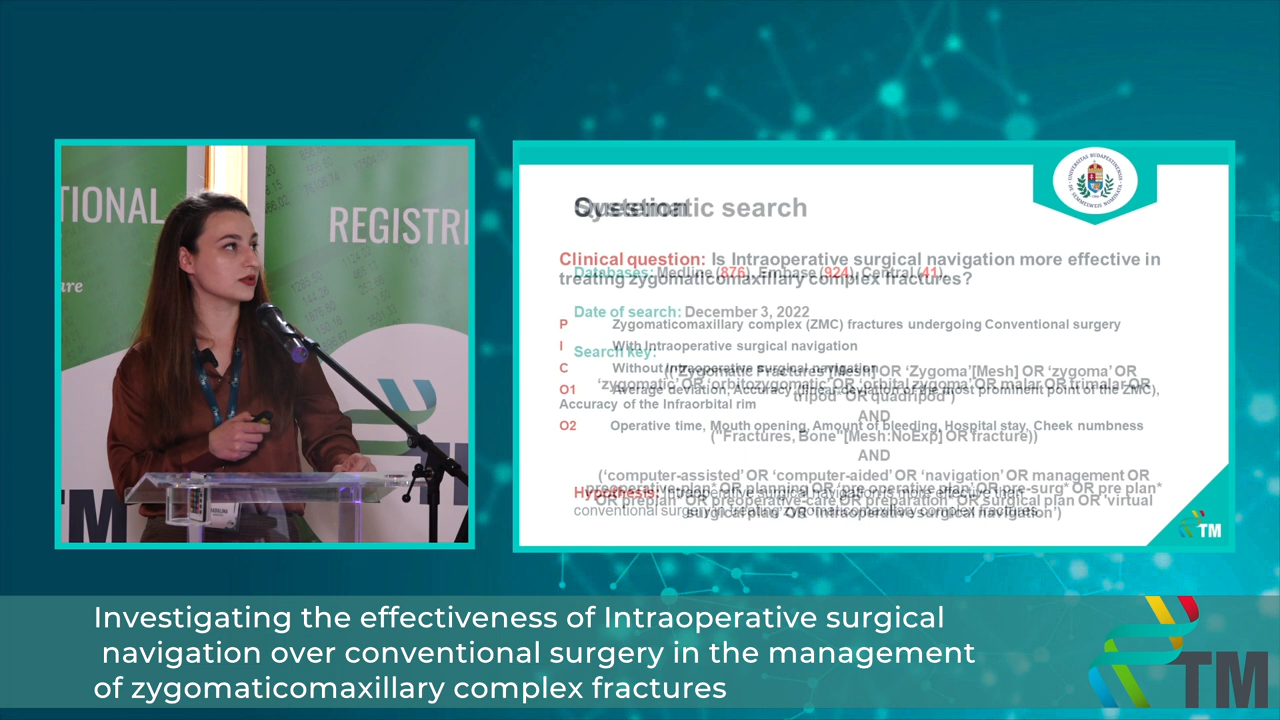 TIONAL
REGISTRI
ure
TM
Question
Systematic search
Clinical question: Is Intraoperative surgical navigation more effective in
treating zygomaticomaxillary complex fractures?
Databases: Medline (876), Embase (924), Central (41)
Date of search: December 3, 2022
P Zygomaticomaxillary complex (ZMC) fractures undergoing Conventional surgery
I With Intraoperative surgical navigation
Search key:
C Without Intraoperative surgical navigation
('Zygomatic Fractures'[Mesh] OR 'Zygoma'[Mesh] OR 'zygoma' OR
'zygomatic' OR 'orbitozygomatic' OR 'orbital zygoma' OR malar OR trimalar OR
tripod* OR quadripod*)
O1 Average deviation, Accuracy of the most prominent point of the ZMC),
Accuracy of the Infraorbital rim
AND
O2 Operative time, Mouth opening, Amount of bleeding, Hospital stay, Cheek numbness
("Fractures, Bone"[Mesh:NoExp] OR fracture))
AND
('computer-assisted' OR 'computer-aided' OR 'navigation' OR management OR
preoperative-plan* OR planning OR 'pre operative plan' OR pre-surg* OR pre plan*
OR preplan* OR preoperative-care OR preparation* OR surgical plan OR 'virtual
surgical plan' OR 'intraoperative surgical navigation')
Hypothesis: Intraoperative surgical navigation is more effective than
conventional surgery in treating zygomaticomaxillary complex fractures
TM
Investigating the effectiveness of Intraoperative surgical
navigation over conventional surgery in the management
of zygomaticomaxillary complex fractures
TM